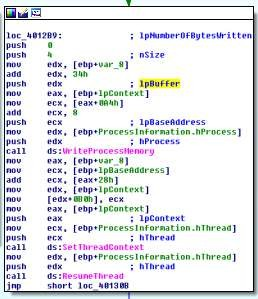 loc_4012B9: ; lpNumberOfBytesWritten
push 0
push 4 ; nSize
mov edx, [ebp+var_8]
add edx, 34h
push edx ; lpBuffer
mov eax, [ebp+lpContext]
mov ecx, [eax+0A4h]
add ecx, 8
push ecx ; lpBaseAddress
mov edx, [ebp+ProcessInformation.hProcess]
push edx ; hProcess
call ds:WriteProcessMemory
mov eax, [ebp+var_8]
mov ecx, [ebp+lpBaseAddress]
add ecx, [eax+28h]
mov edx, [ebp+lpContext]
mov [edx+0B0h], ecx
mov eax, [ebp+lpContext]
push eax ; lpContext
mov ecx, [ebp+ProcessInformation.hThread]
push ecx ; hThread
call ds:SetThreadContext
mov edx, [ebp+ProcessInformation.hThread]
push edx ; hThread
call ds:ResumeThread
jmp short loc_40130B